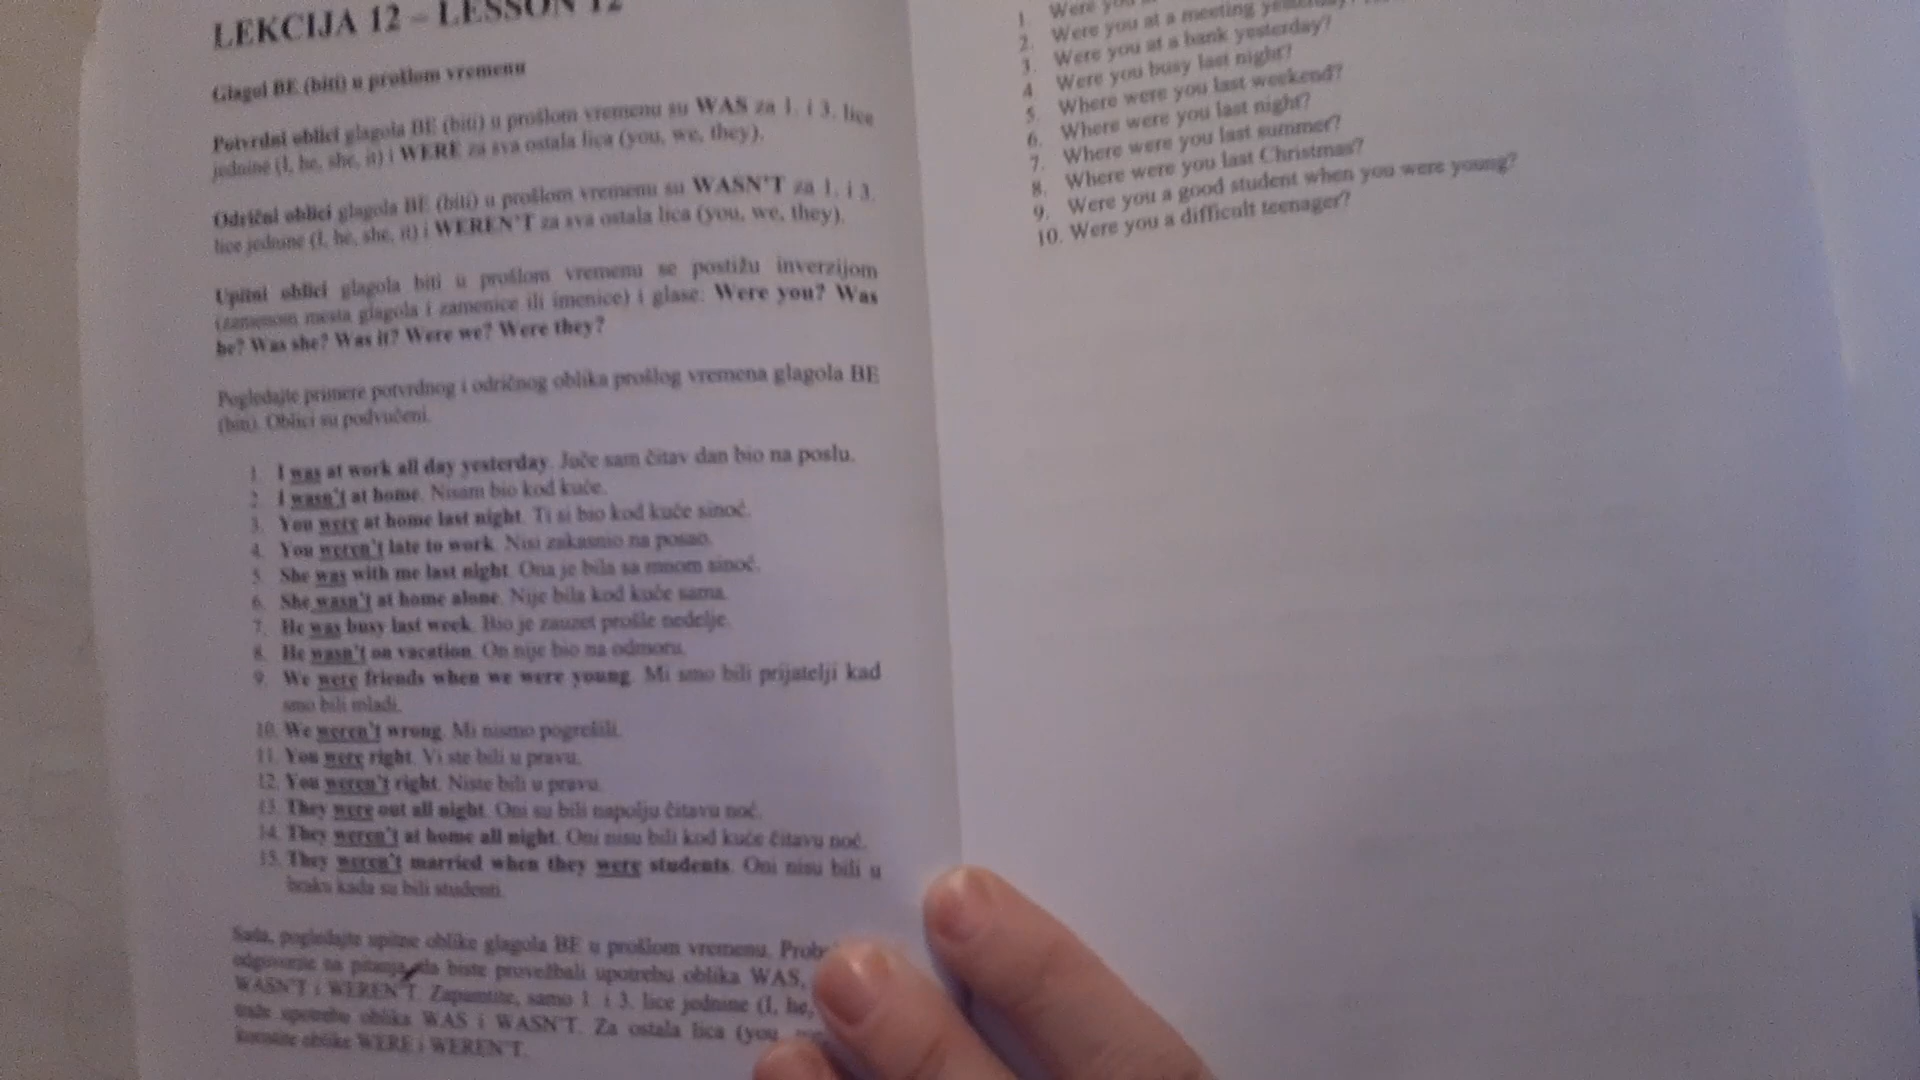 LEKCIJA 12 – LESSON 12
Glagol BE (biti) u prošlom vremenu
Potvrdni oblici glagola BE (biti) u prošlom vremenu su WAS za 1. i 3. lice
jednine (I, he, she, it) i WERE za sva ostala lica (you, we, they).
Odrični oblici glagola BE (biti) u prošlom vremenu su WASN'T za 1. i 3.
lice jednine (I, he, she, it) i WEREN'T za sva ostala lica (you, we, they).
Upitni oblici glagola biti u prošlom vremenu se postižu inverzijom
(zamenom mesta glagola i zamenice ili imenice) i glase: Were you? Was
he? Was she? Was it? Were we? Were they?
Pogledajte primere potvrdnog i odričnog oblika prošlog vremena glagola BE
(biti). Oblici su podvučeni.
1. I was at work all day yesterday. Juče sam čitav dan bio na poslu.
2. I wasn't at home. Nisam bio kod kuće.
3. You were at home last night. Ti si bio kod kuće sinoć.
4. You weren't late to work. Nisi zakasnio na posao.
5. She was with me last night. Ona je bila sa mnom sinoć.
6. She wasn't at home alone. Nije bila kod kuće sama.
7. He was busy last week. Bio je zauzet prošle nedelje.
8. He wasn't on vacation. On nije bio na odmoru.
9. We were friends when we were young. Mi smo bili prijatelji kad
smo bili mladi.
10. We weren't wrong. Mi nismo pogrešili.
11. You were right. Vi ste bili u pravu.
12. You weren't right. Niste bili u pravu.
13. They were out all night. Oni su bili napolju čitavu noć.
14. They weren't at home all night. Oni nisu bili kod kuće čitavu noć.
15. They weren't married when they were students. Oni nisu bili u
braku kada su bili studenti.
Sada, pogledajte upitne oblike glagola BE u prošlom vremenu.
odgovorite na pitanja da biste provežbali upotrebu oblika WAS,
WASN'T i WEREN'T. Zapamtite, samo 1. i 3. lice jednine (I, he,
traže upotrebu oblika WAS i WASN'T. Za ostala lica (you
koristite oblike WERE i WEREN'T.
1. Were you
2. Were you at a meeting
3. Were you at a bank yesterday?
4. Were you busy last night?
5. Where were you last weekend?
6. Where were you last night?
7. Where were you last summer?
8. Where were you last Christmas?
9. Were you a good student when you were young?
10. Were you a difficult teenager?